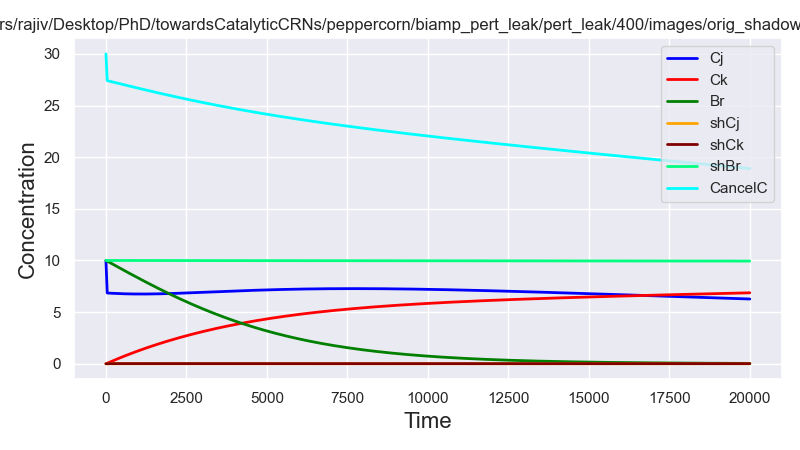 rs/rajiv/Desktop/PhD/towardsCatalyticCRNs/peppercorn/biamp_pert_leak/pert_leak/400/images/orig_shadow
30
25
20
15
10
5
0
Concentration
0 2500 5000 7500 10000 12500 15000 17500 20000
Time
Cj
Ck
Br
shCj
shCk
shBr
CancelC